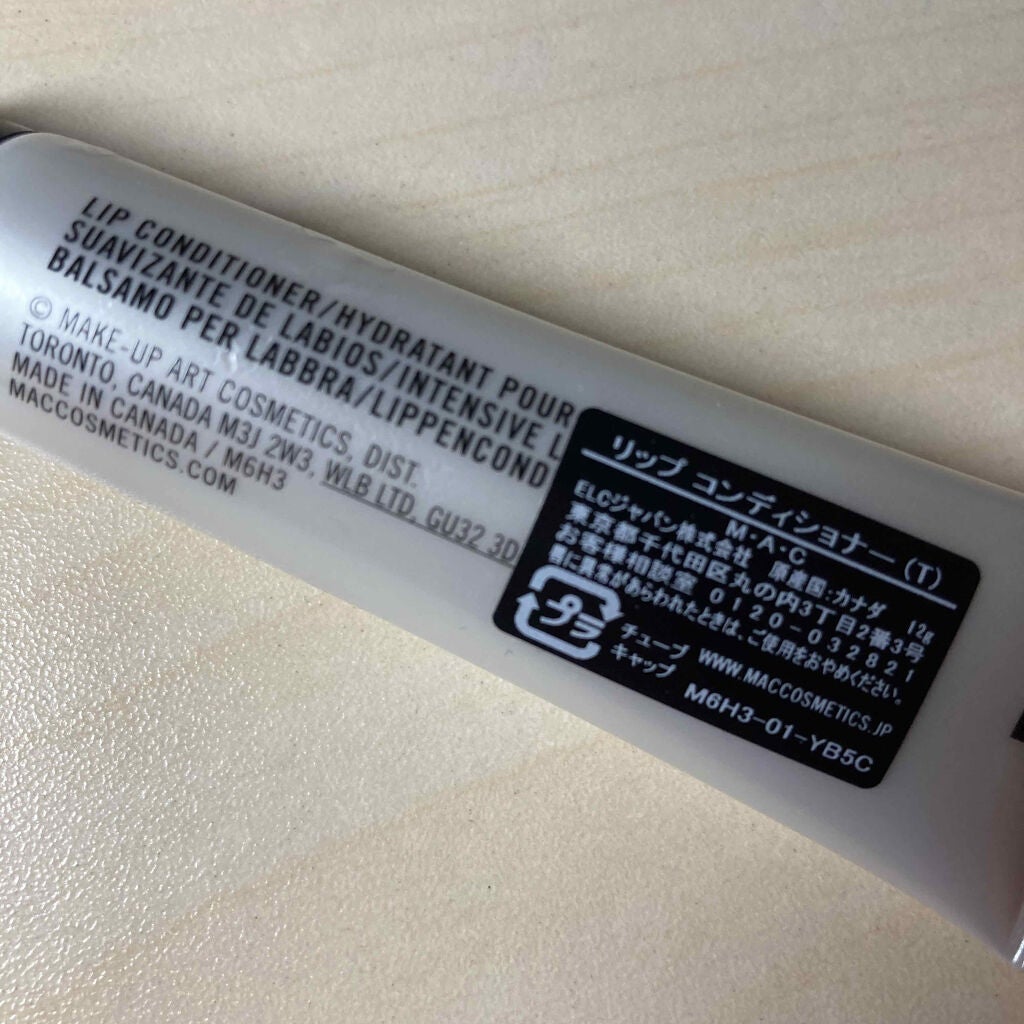 LIP CONDITIONER/HYDRATANT POUR
SUAVIZANTE DE LABIOS/INTENSIVE L
BALSAMO PER LABBRA/LIPPENCOND
© MAKE-UP ART COSMETICS, DIST.
TORONTO, CANADA M3J 2W3, WLB LTD, GU32 3D
MADE IN CANADA / M6H3
MACCOSMETICS.COM
リップ コンディショナー (T)
M・A・C 12g
ELCジャパン株式会社 原産国:カナダ
東京都千代田区丸の内3丁目2番3号
お客様相談室 0120-032821
肌に異常があらわれたときは、ご使用をおやめください。
プラ
チューブ
キャップ
WWW.MACCOSMETICS.JP
M6H3-01-YB5C